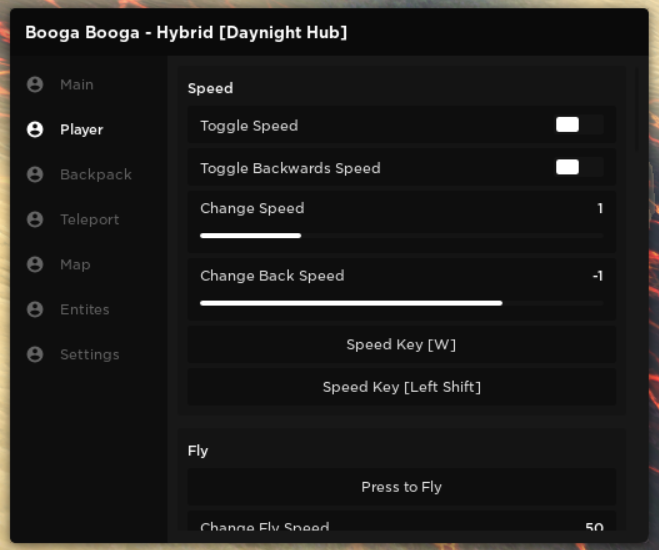 Booga Booga - Hybrid [Daynight Hub]
Main
Player
Backpack
Teleport
Map
Entites
Settings
Speed
Toggle Speed
Toggle Backwards Speed
Change Speed 1
Change Back Speed -1
Speed Key [W]
Speed Key [Left Shift]
Fly
Press to Fly
Change Fly Speed 50